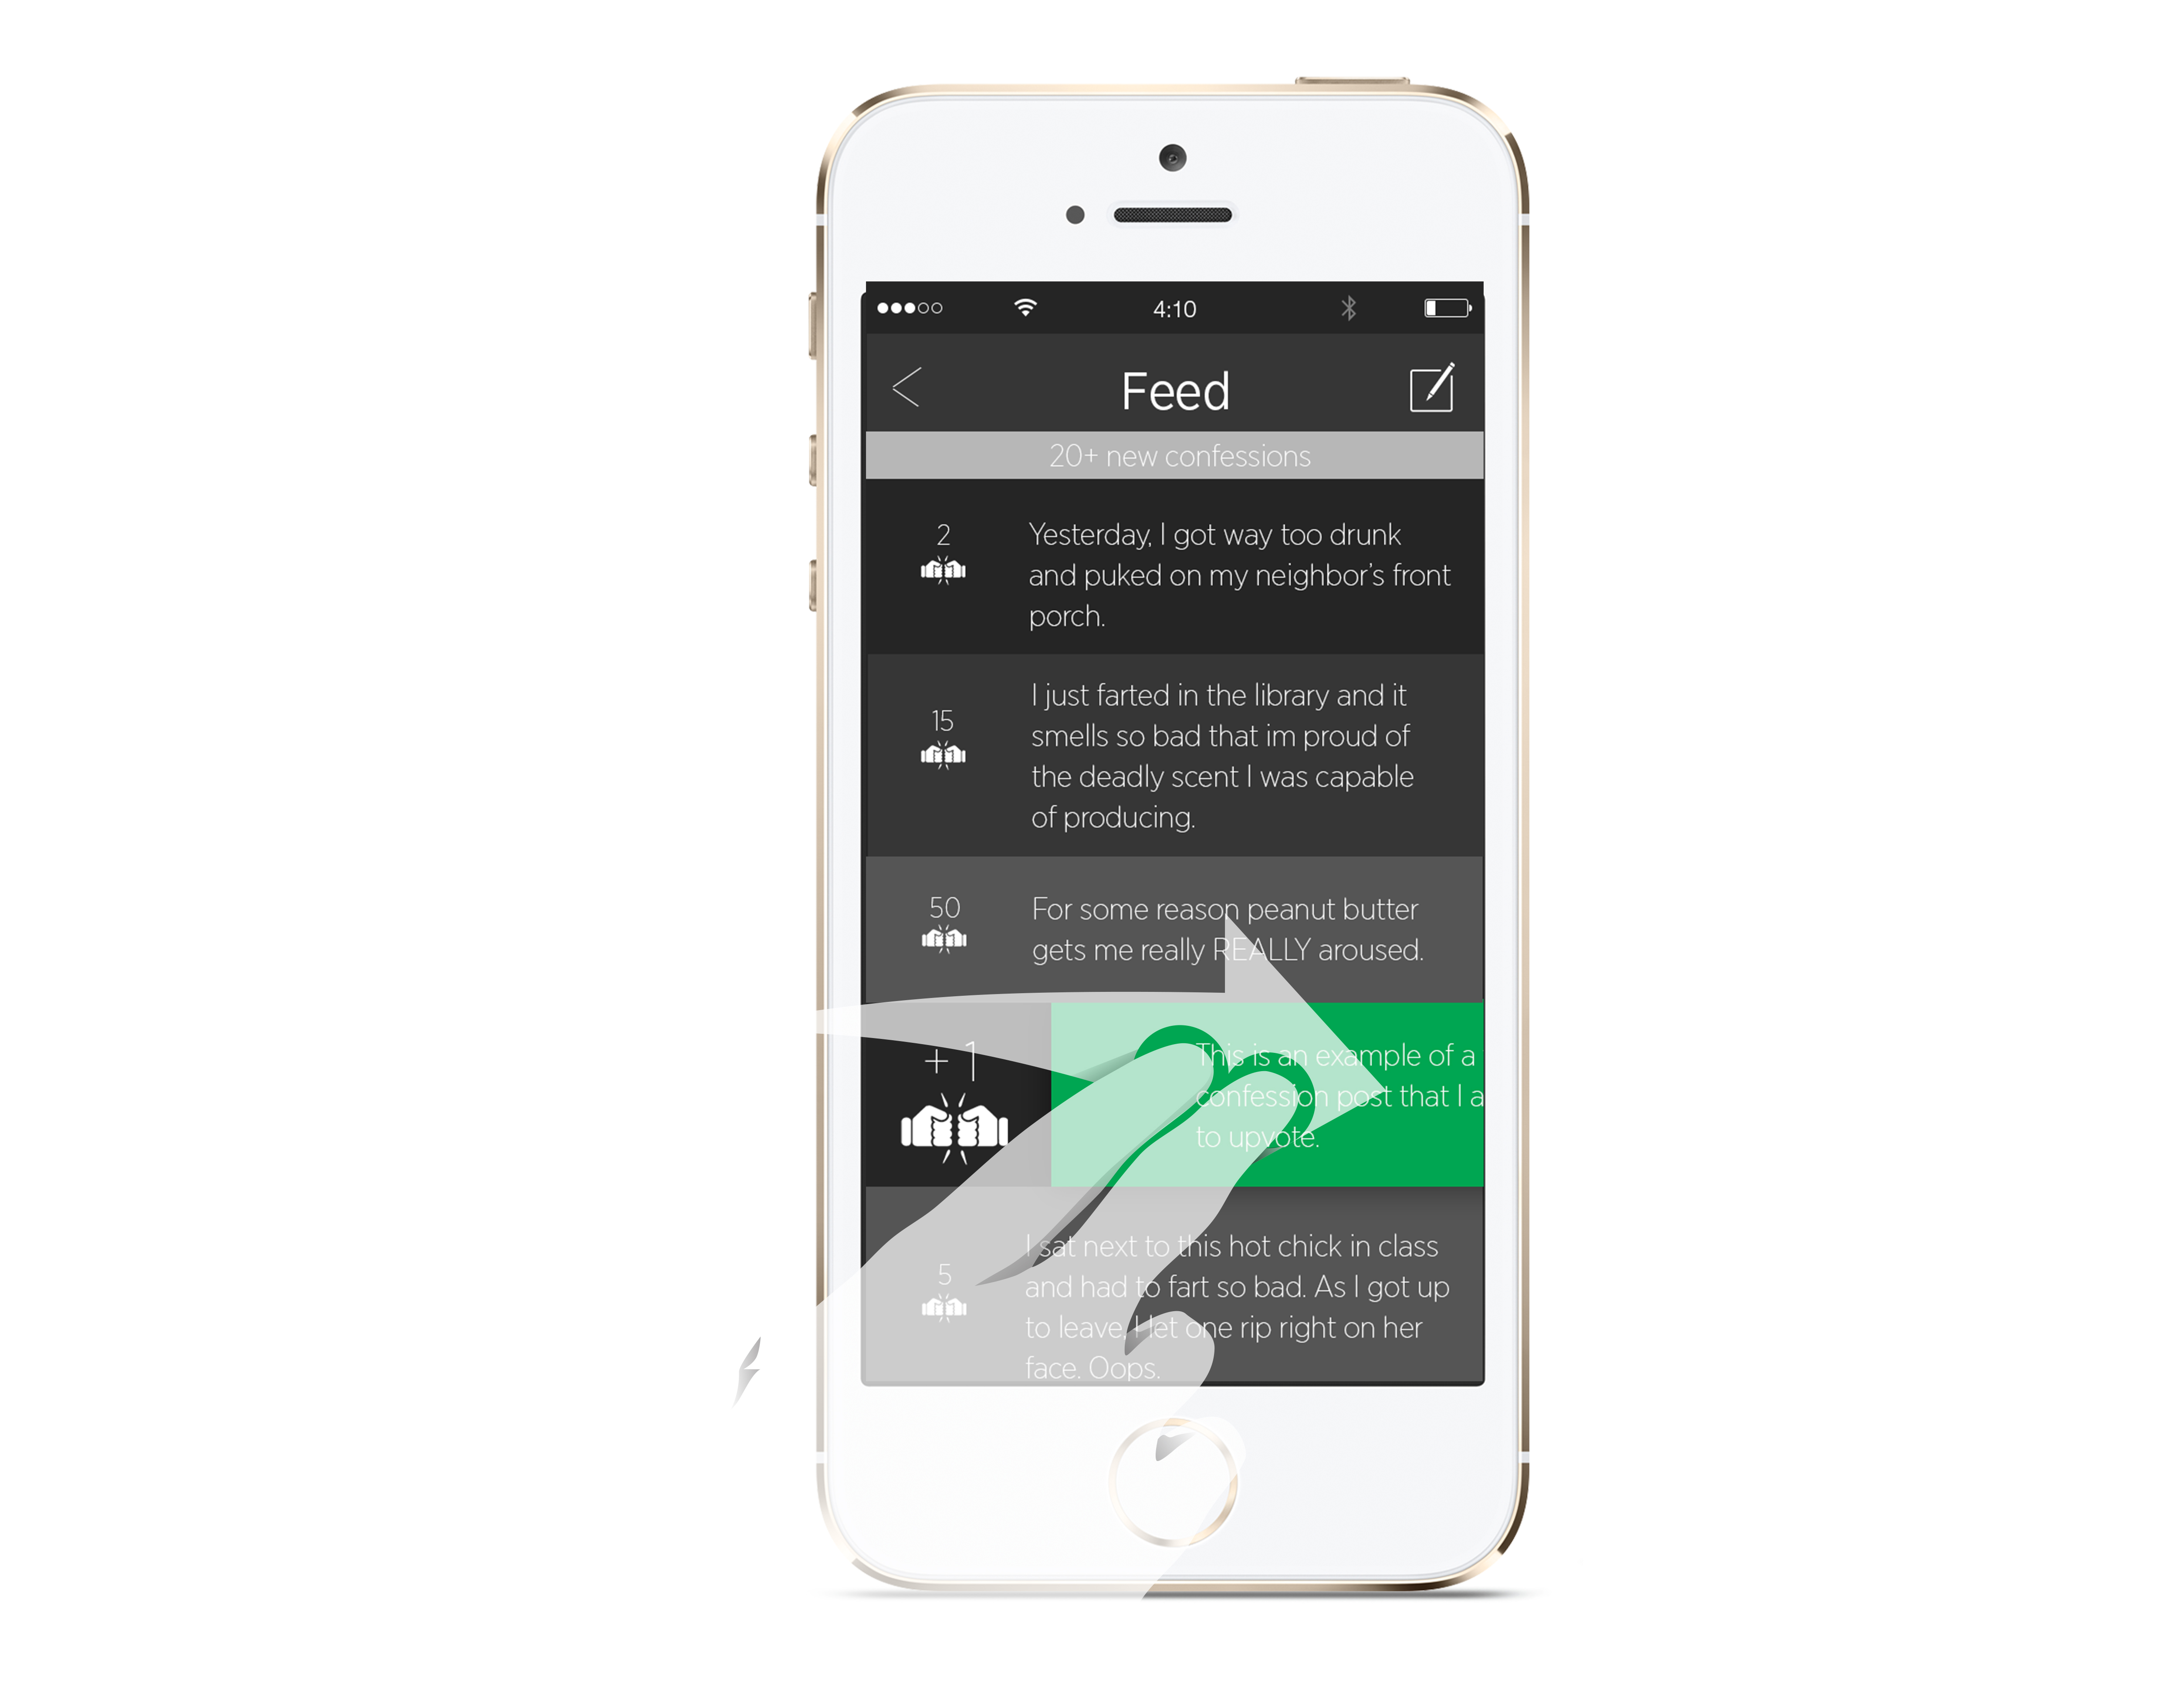 4:10
Feed
20+ new confessions
2
Yesterday, I got way too drunk
and puked on my neighbor's front
porch.
15
I just farted in the library and it
smells so bad that im proud of
the deadly scent I was capable
of producing.
50
For some reason peanut butter
gets me really REALLY aroused.
+ 1
This is an example of a
confession post that I a
to upvote.
5
I sat next to this hot chick in class
and had to fart so bad. As I got up
to leave, I let one rip right on her
face. Oops.